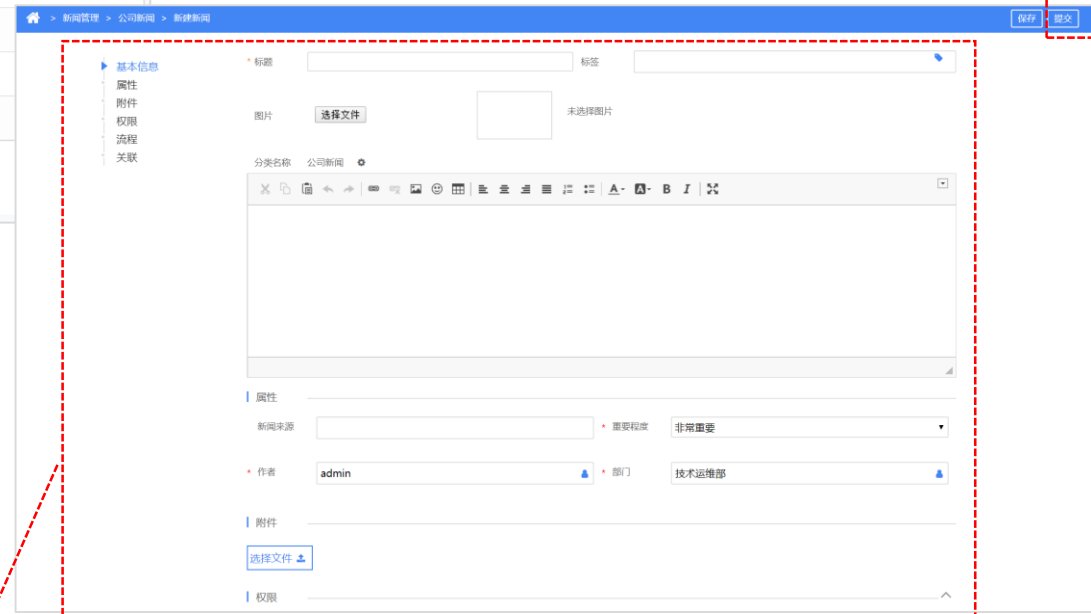 > 新闻管理 > 公司新闻 > 新建新闻 保存 提交
基本信息
属性
附件
权限
流程
关联
* 标题 标签
图片 选择文件 未选择图片
分类名称 公司新闻
A A B I
属性
新闻来源 * 重要程度 非常重要
* 作者 admin * 部门 技术运维部
附件
选择文件
权限